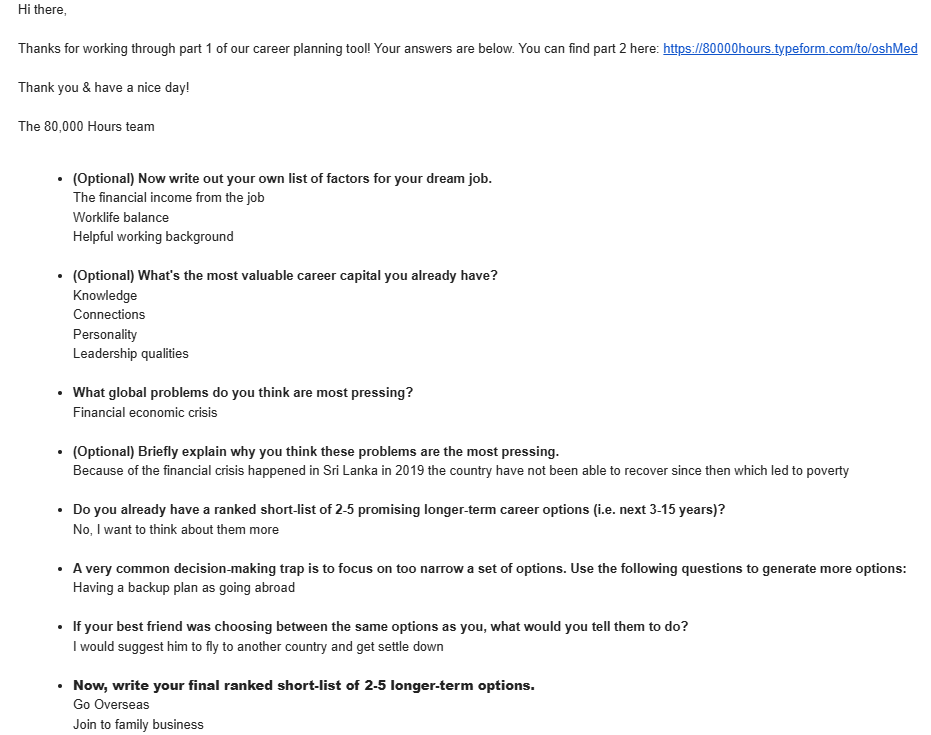 Hi there,
Thanks for working through part 1 of our career planning tool! Your answers are below. You can find part 2 here: https://80000hours.typeform.com/to/oshMed
Thank you & have a nice day!
The 80,000 Hours team
• (Optional) Now write out your own list of factors for your dream job.
The financial income from the job
Worklife balance
Helpful working background
• (Optional) What's the most valuable career capital you already have?
Knowledge
Connections
Personality
Leadership qualities
• What global problems do you think are most pressing?
Financial economic crisis
• (Optional) Briefly explain why you think these problems are the most pressing.
Because of the financial crisis happened in Sri Lanka in 2019 the country have not been able to recover since then which led to poverty
• Do you already have a ranked short-list of 2-5 promising longer-term career options (i.e. next 3-15 years)?
No, I want to think about them more
• A very common decision-making trap is to focus on too narrow a set of options. Use the following questions to generate more options:
Having a backup plan as going abroad
• If your best friend was choosing between the same options as you, what would you tell them to do?
I would suggest him to fly to another country and get settle down
• Now, write your final ranked short-list of 2-5 longer-term options.
Go Overseas
Join to family business